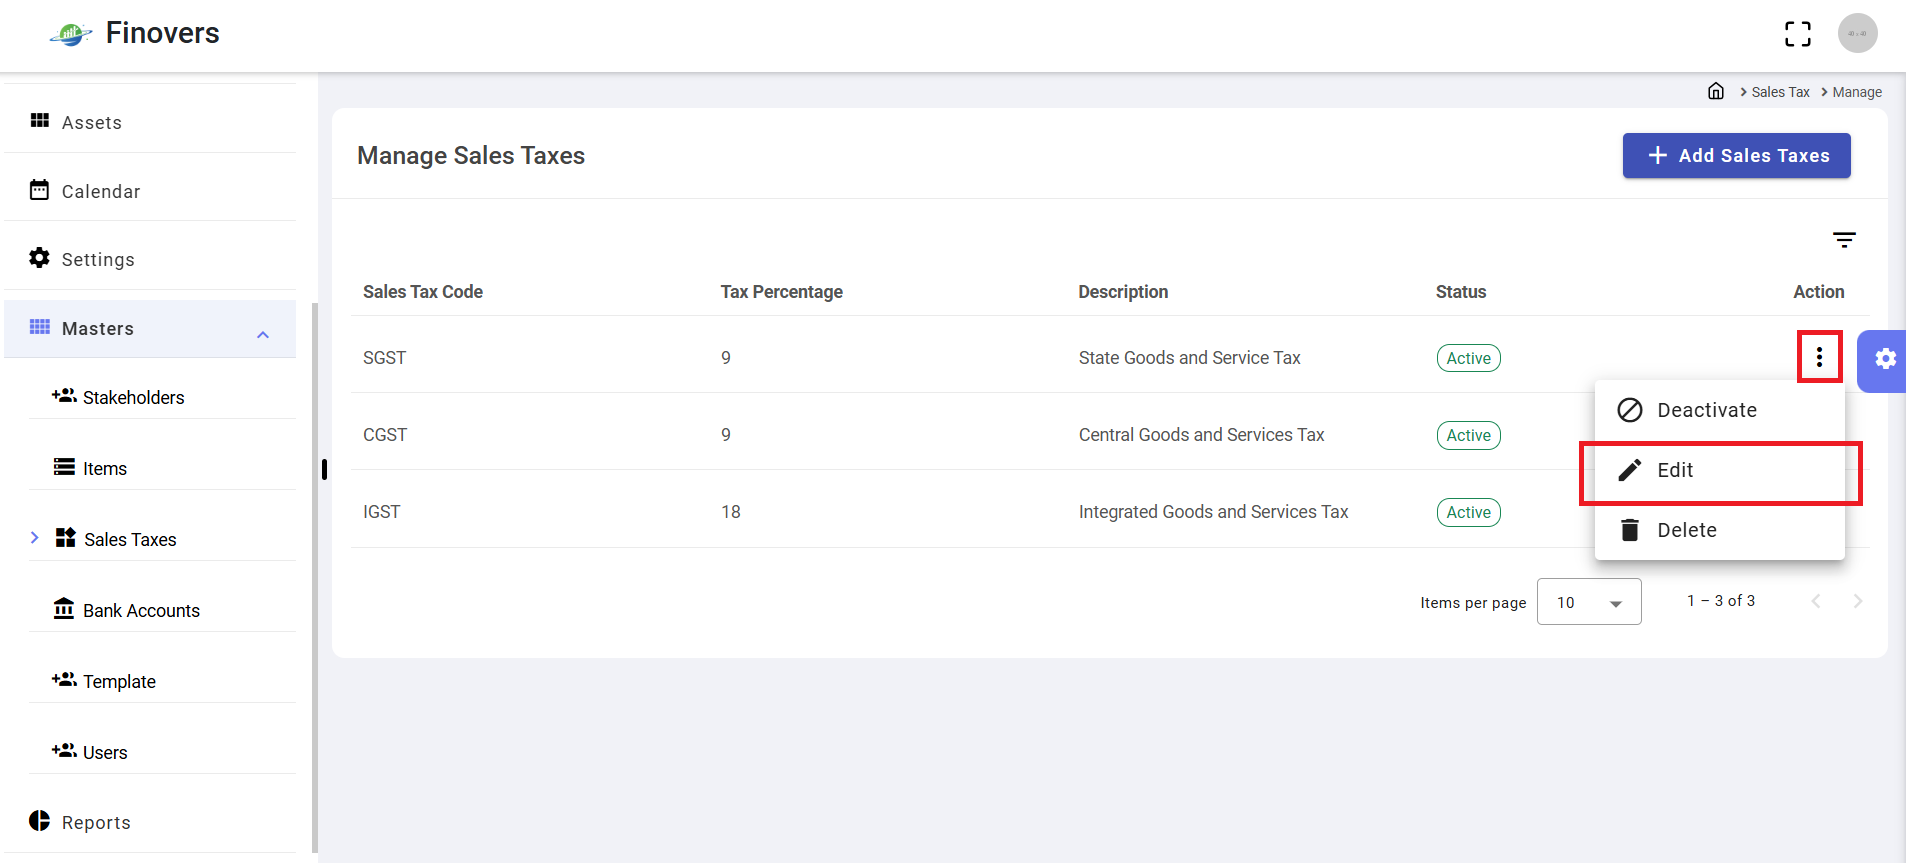 Finovers
Sales Tax Manage
Assets
Calendar
Settings
Masters
Stakeholders
Items
Sales Taxes
Bank Accounts
Template
Users
Reports
Manage Sales Taxes
Add Sales Taxes
Sales Tax Code Tax Percentage Description Status Action
SGST 9 State Goods and Service Tax Active
CGST 9 Central Goods and Services Tax Active
IGST 18 Integrated Goods and Services Tax Active
Deactivate
Edit
Delete
Items per page 10 1 – 3 of 3